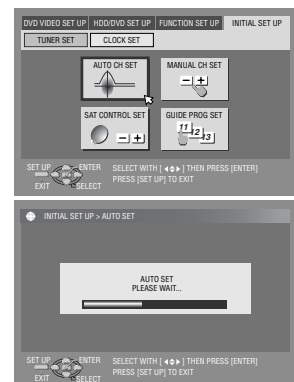 DVD VIDEO SET UP HDD/DVD SET UP FUNCTION SET UP INITIAL SET UP
TUNER SET CLOCK SET
AUTO CH SET MANUAL CH SET
SAT CONTROL SET GUIDE PROG SET
11 12 13
SET UP ENTER SELECT WITH [ ◂▴▾▸ ] THEN PRESS [ENTER]
EXIT SELECT PRESS [SET UP] TO EXIT
INITIAL SET UP > AUTO SET
AUTO SET
PLEASE WAIT...
SET UP ENTER SELECT WITH [ ◂▴▾▸ ] THEN PRESS [ENTER]
EXIT SELECT PRESS [SET UP] TO EXIT